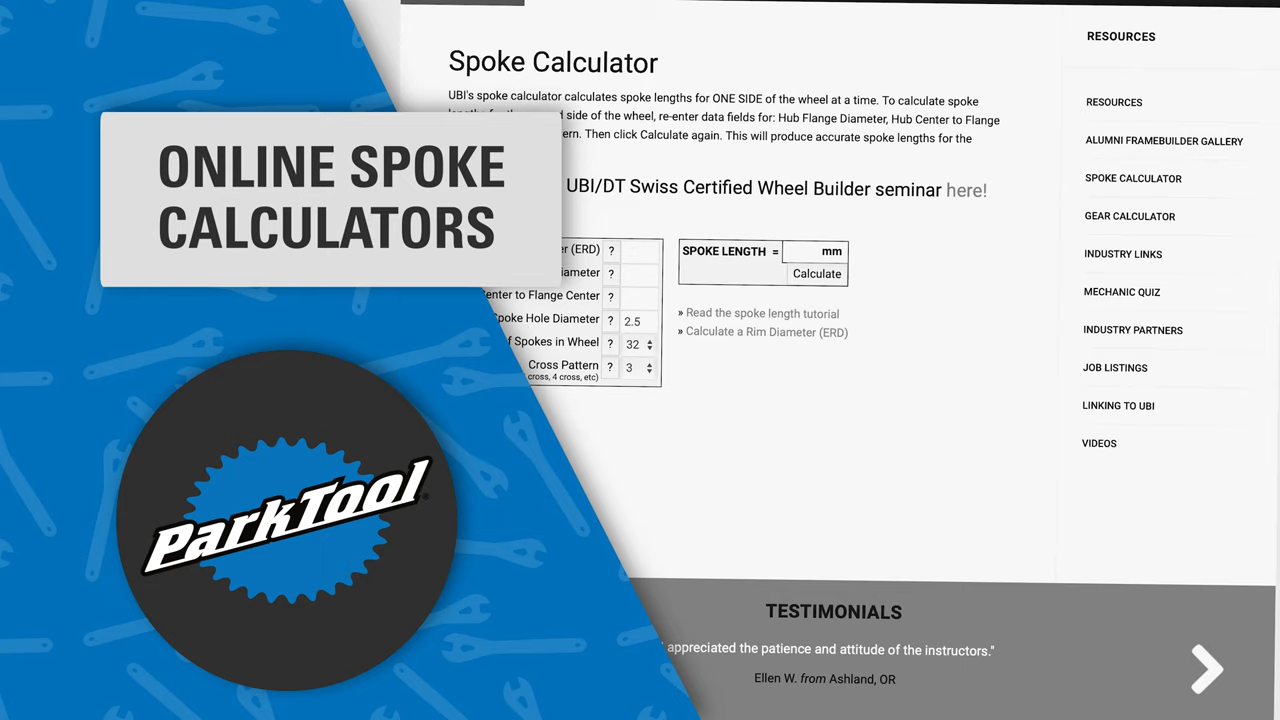 ONLINE SPOKE
CALCULATORS
ParkTool
Spoke Calculator
UBI's spoke calculator calculates spoke lengths for ONE SIDE of the wheel at a time. To calculate spoke
side of the wheel, re-enter data fields for: Hub Flange Diameter, Hub Center to Flange
Then click Calculate again. This will produce accurate spoke lengths for the
UBI/DT Swiss Certified Wheel Builder seminar here!
(ERD) ?
?
to Flange Center ?
Spoke Hole Diameter ? 2.5
Spokes in Wheel ? 32
Cross Pattern ? 3
cross, 4 cross, etc)
SPOKE LENGTH = mm
Calculate
» Read the spoke length tutorial
» Calculate a Rim Diameter (ERD)
RESOURCES
RESOURCES
ALUMNI FRAMEBUILDER GALLERY
SPOKE CALCULATOR
GEAR CALCULATOR
INDUSTRY LINKS
MECHANIC QUIZ
INDUSTRY PARTNERS
JOB LISTINGS
LINKING TO UBI
VIDEOS
TESTIMONIALS
appreciated the patience and attitude of the instructors."
Ellen W. from Ashland, OR